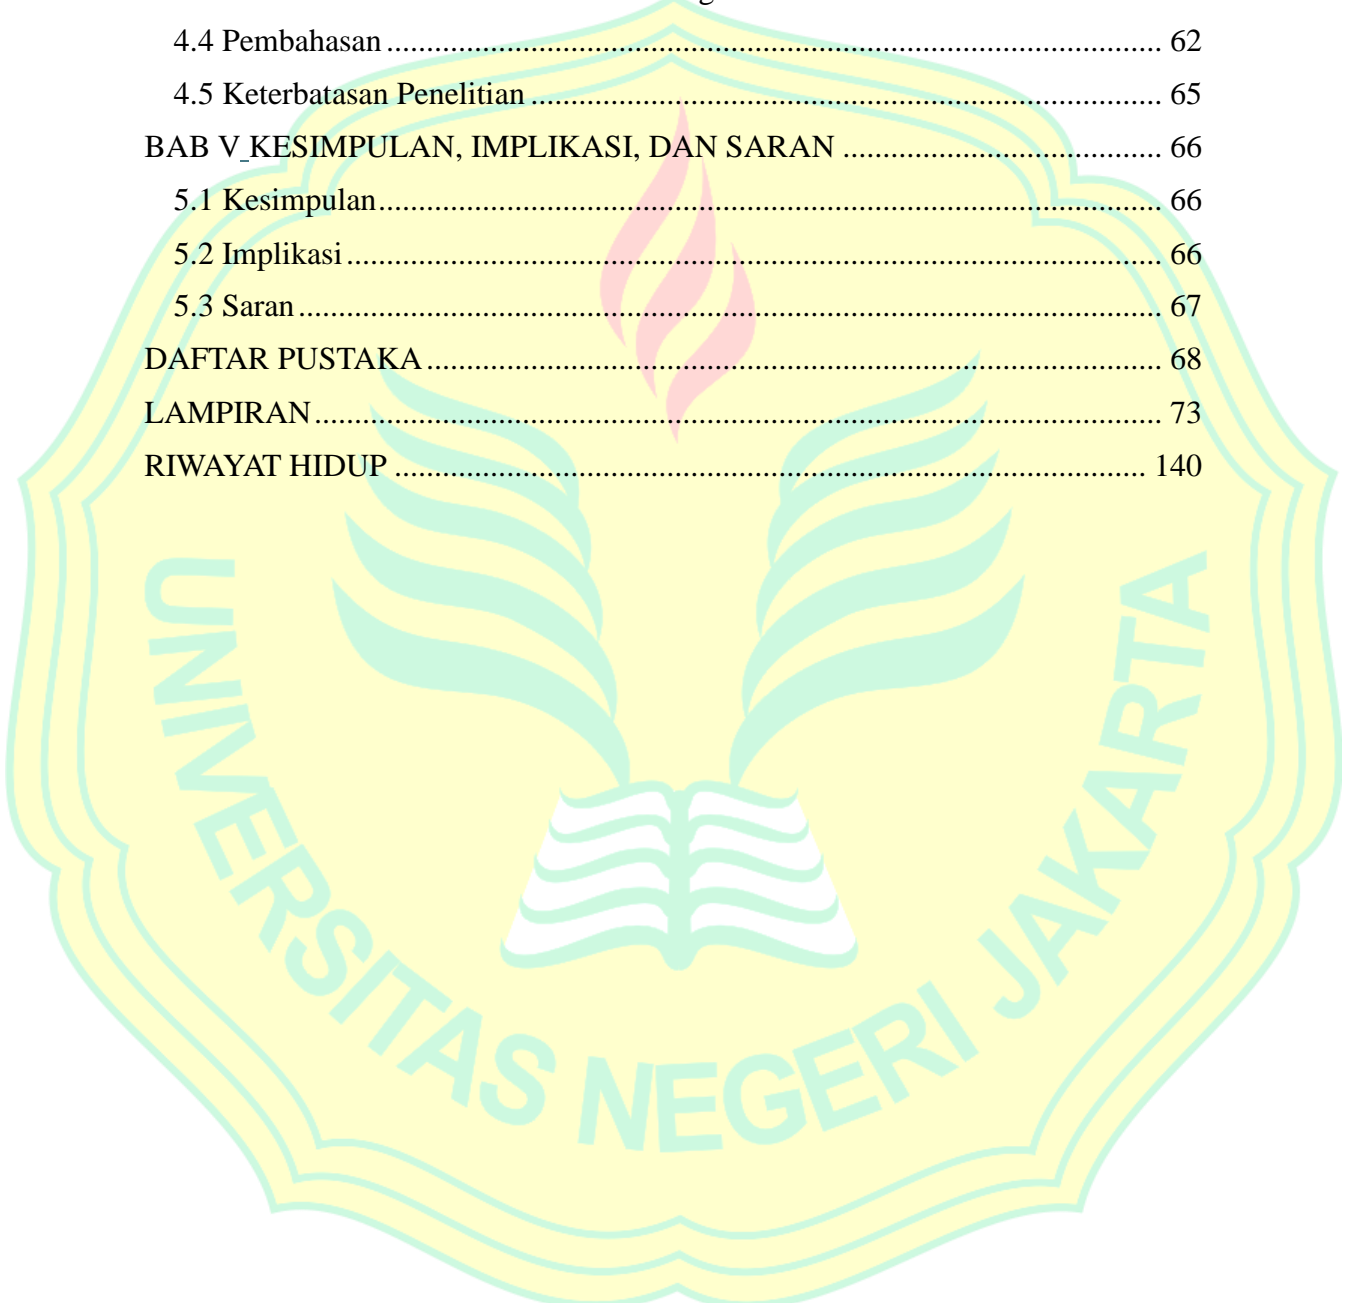 4.4 Pembahasan ................................................................................................. 62
4.5 Keterbatasan Penelitian ............................................................................... 65
BAB V KESIMPULAN, IMPLIKASI, DAN SARAN ........................................ 66
5.1 Kesimpulan.................................................................................................. 66
5.2 Implikasi ...................................................................................................... 66
5.3 Saran ............................................................................................................ 67
DAFTAR PUSTAKA ............................................................................................ 68
LAMPIRAN .......................................................................................................... 73
RIWAYAT HIDUP .............................................................................................. 140
UNIVERSITAS NEGERI JAKARTA